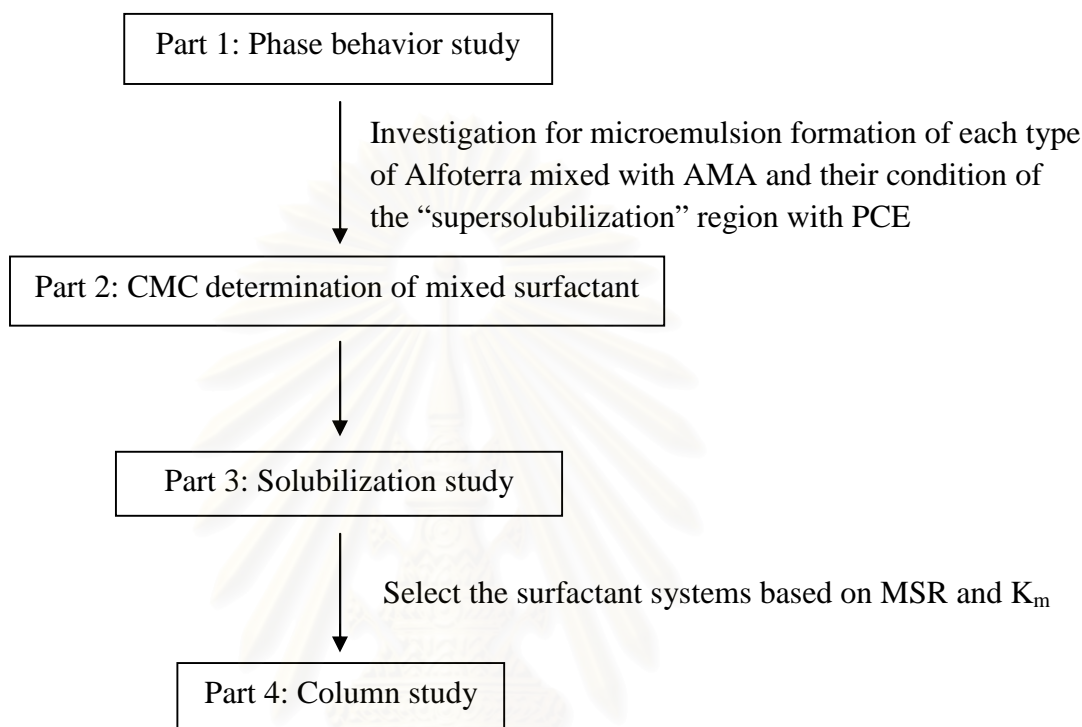 Part 1: Phase behavior study
Investigation for microemulsion formation of each type
of Alfoterra mixed with AMA and their condition of
the “supersolubilization” region with PCE
Part 2: CMC determination of mixed surfactant
Part 3: Solubilization study
Select the surfactant systems based on MSR and Kₘ
Part 4: Column study